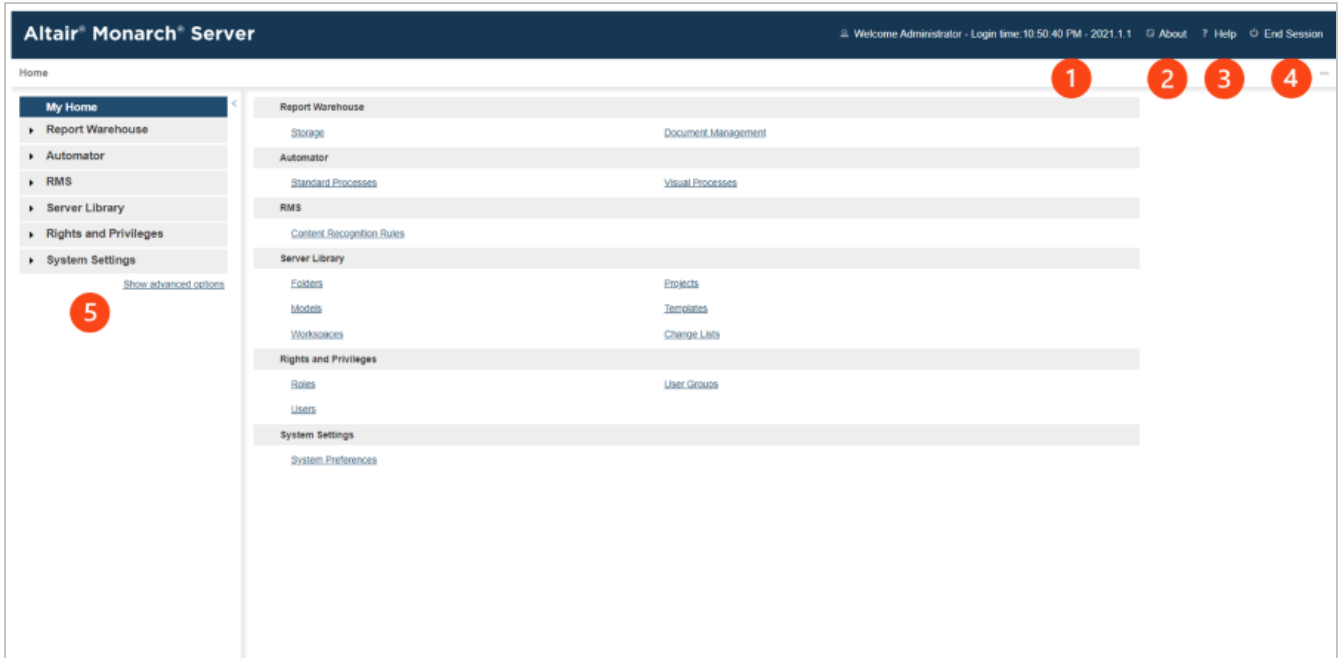 Altair® Monarch® Server
Welcome Administrator - Login time:10:50:40 PM - 2021.1.1 About ? Help End Session
Home
1 2 3 4
My Home
Report Warehouse
Automator
RMS
Server Library
Rights and Privileges
System Settings
Show advanced options
5
Report Warehouse
Storage Document Management
Automator
Standard Processes Visual Processes
RMS
Content Recognition Rules
Server Library
Folders Projects
Models Templates
Workspaces Change Lists
Rights and Privileges
Roles User Groups
Users
System Settings
System Preferences